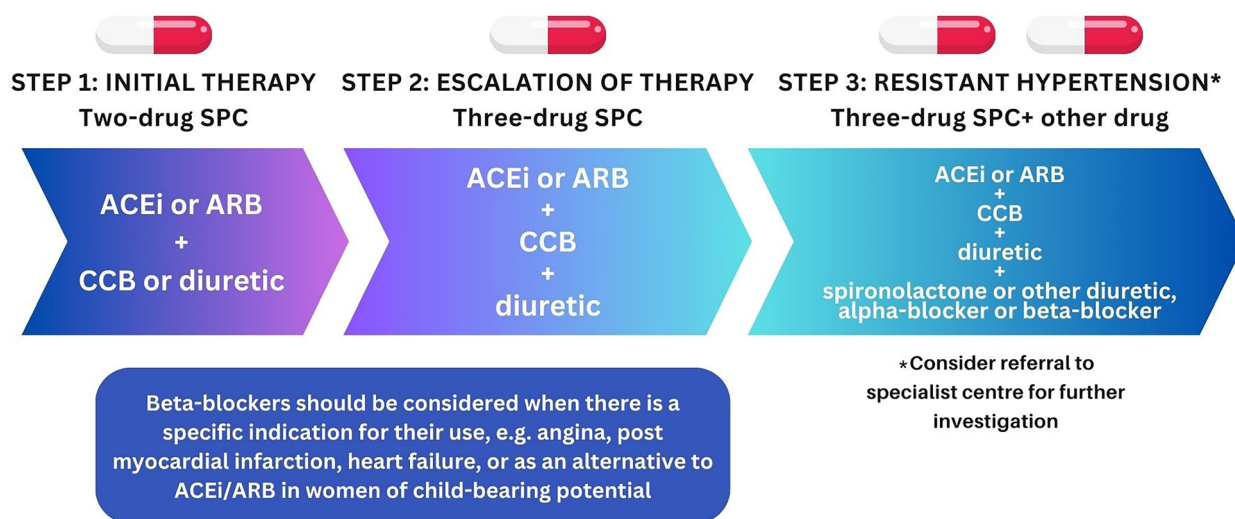 STEP 1: INITIAL THERAPY
Two-drug SPC
ACEi or ARB
+
CCB or diuretic
STEP 2: ESCALATION OF THERAPY
Three-drug SPC
ACEi or ARB
+
CCB
+
diuretic
STEP 3: RESISTANT HYPERTENSION*
Three-drug SPC+ other drug
ACEi or ARB
+
CCB
+
diuretic
+
spironolactone or other diuretic,
alpha-blocker or beta-blocker
*Consider referral to
specialist centre for further
investigation
Beta-blockers should be considered when there is a
specific indication for their use, e.g. angina, post
myocardial infarction, heart failure, or as an alternative to
ACEi/ARB in women of child-bearing potential